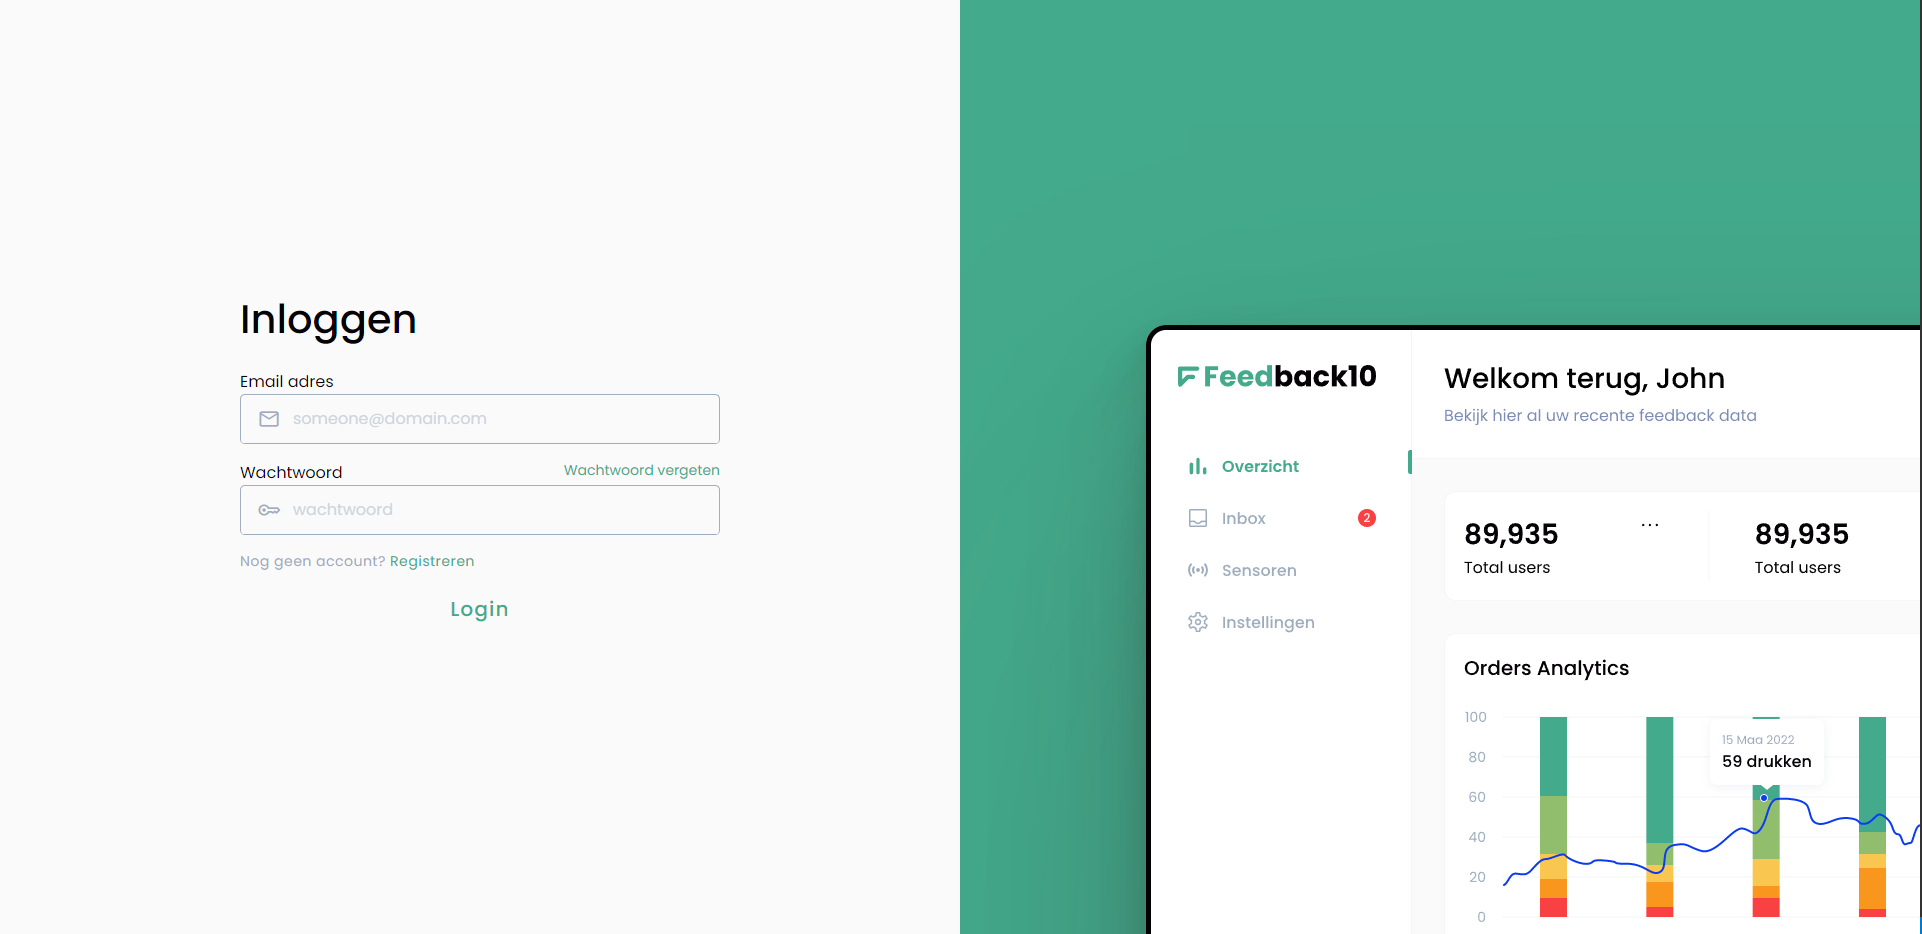 Inloggen
Email adres
someone@domain.com
Wachtwoord
Wachtwoord vergeten
wachtwoord
Nog geen account? Registreren
Login
Feedback10
Overzicht
Inbox
2
Sensoren
Instellingen
Welkom terug, John
Bekijk hier al uw recente feedback data
89,935
...
Total users
89,935
Total users
Orders Analytics
100
80
60
40
20
0
15 Maa 2022
59 drukken